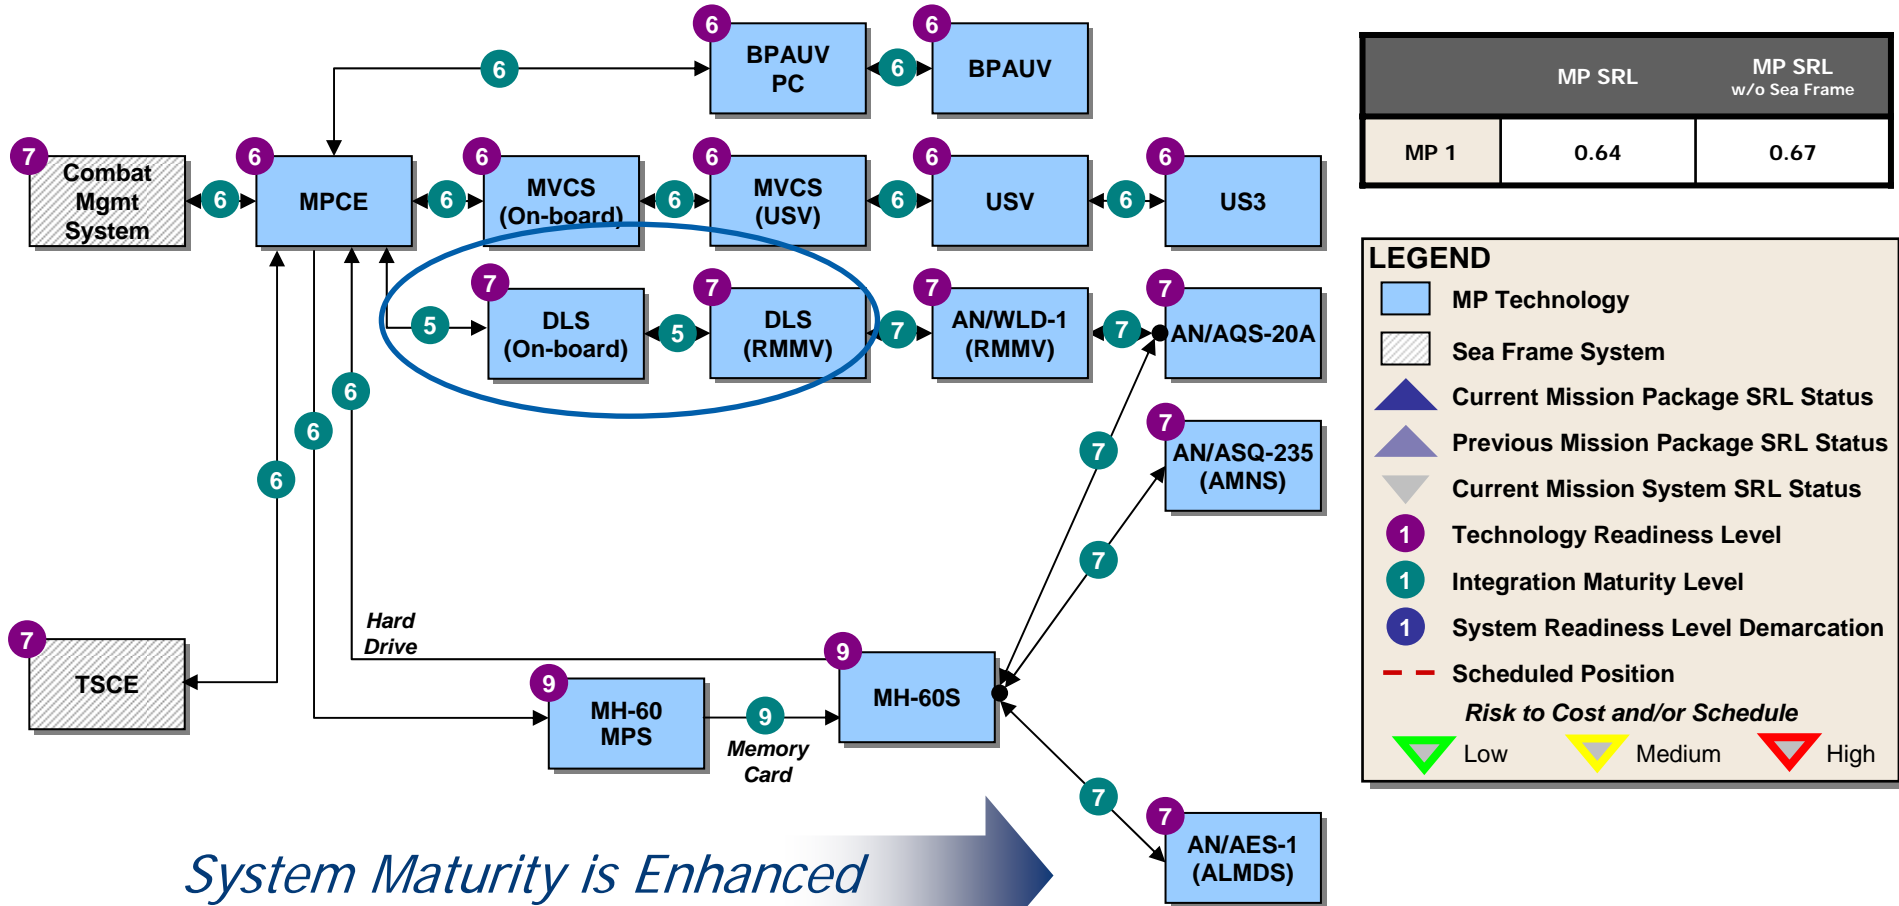 6
BPAUV
PC
6
6
BPAUV
6
7
Combat
Mgmt
System
6
6
MPCE
6
6
MVCS
(On-board)
6
6
MVCS
(USV)
6
6
USV
6
6
US3
5
7
DLS
(On-board)
5
7
DLS
(RMMV)
7
7
AN/WLD-1
(RMMV)
7
7
AN/AQS-20A
6
6
6
7
7
AN/ASQ-235
(AMNS)
7
7
TSCE
Hard
Drive
9
MH-60
MPS
9
Memory
Card
9
MH-60S
7
7
AN/AES-1
(ALMDS)
System Maturity is Enhanced
MP SRL
MP SRL
w/o Sea Frame
MP 1
0.64
0.67
LEGEND
MP Technology
Sea Frame System
Current Mission Package SRL Status
Previous Mission Package SRL Status
Current Mission System SRL Status
1 Technology Readiness Level
1 Integration Maturity Level
1 System Readiness Level Demarcation
Scheduled Position
Risk to Cost and/or Schedule
Low Medium High